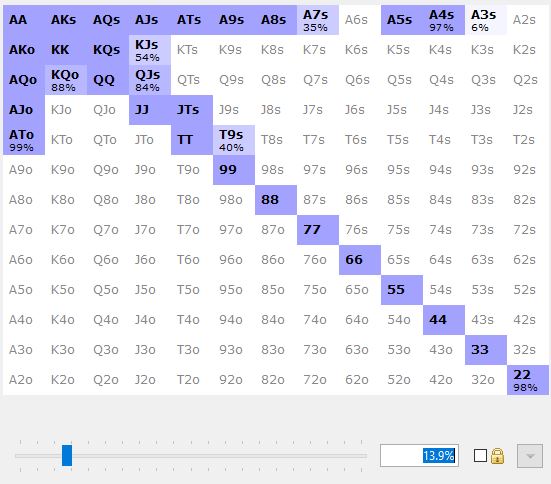 AA AKs AQs AJs ATs A9s A8s A7s A6s A5s A4s A3s A2s
35% 97% 6%
AKo KK KQs KJs KTs K9s K8s K7s K6s K5s K4s K3s K2s
54%
AQo KQo QQ QJs QTs Q9s Q8s Q7s Q6s Q5s Q4s Q3s Q2s
88% 84%
AJo KJo QJo JJ JTs J9s J8s J7s J6s J5s J4s J3s J2s
ATo KTo QTo JTo TT T9s T8s T7s T6s T5s T4s T3s T2s
99% 40%
A9o K9o Q9o J9o T9o 99 98s 97s 96s 95s 94s 93s 92s
A8o K8o Q8o J8o T8o 98o 88 87s 86s 85s 84s 83s 82s
A7o K7o Q7o J7o T7o 97o 87o 77 76s 75s 74s 73s 72s
A6o K6o Q6o J6o T6o 96o 86o 76o 66 65s 64s 63s 62s
A5o K5o Q5o J5o T5o 95o 85o 75o 65o 55 54s 53s 52s
A4o K4o Q4o J4o T4o 94o 84o 74o 64o 54o 44 43s 42s
A3o K3o Q3o J3o T3o 93o 83o 73o 63o 53o 43o 33 32s
A2o K2o Q2o J2o T2o 92o 82o 72o 62o 52o 42o 32o 22
98%
13.9%